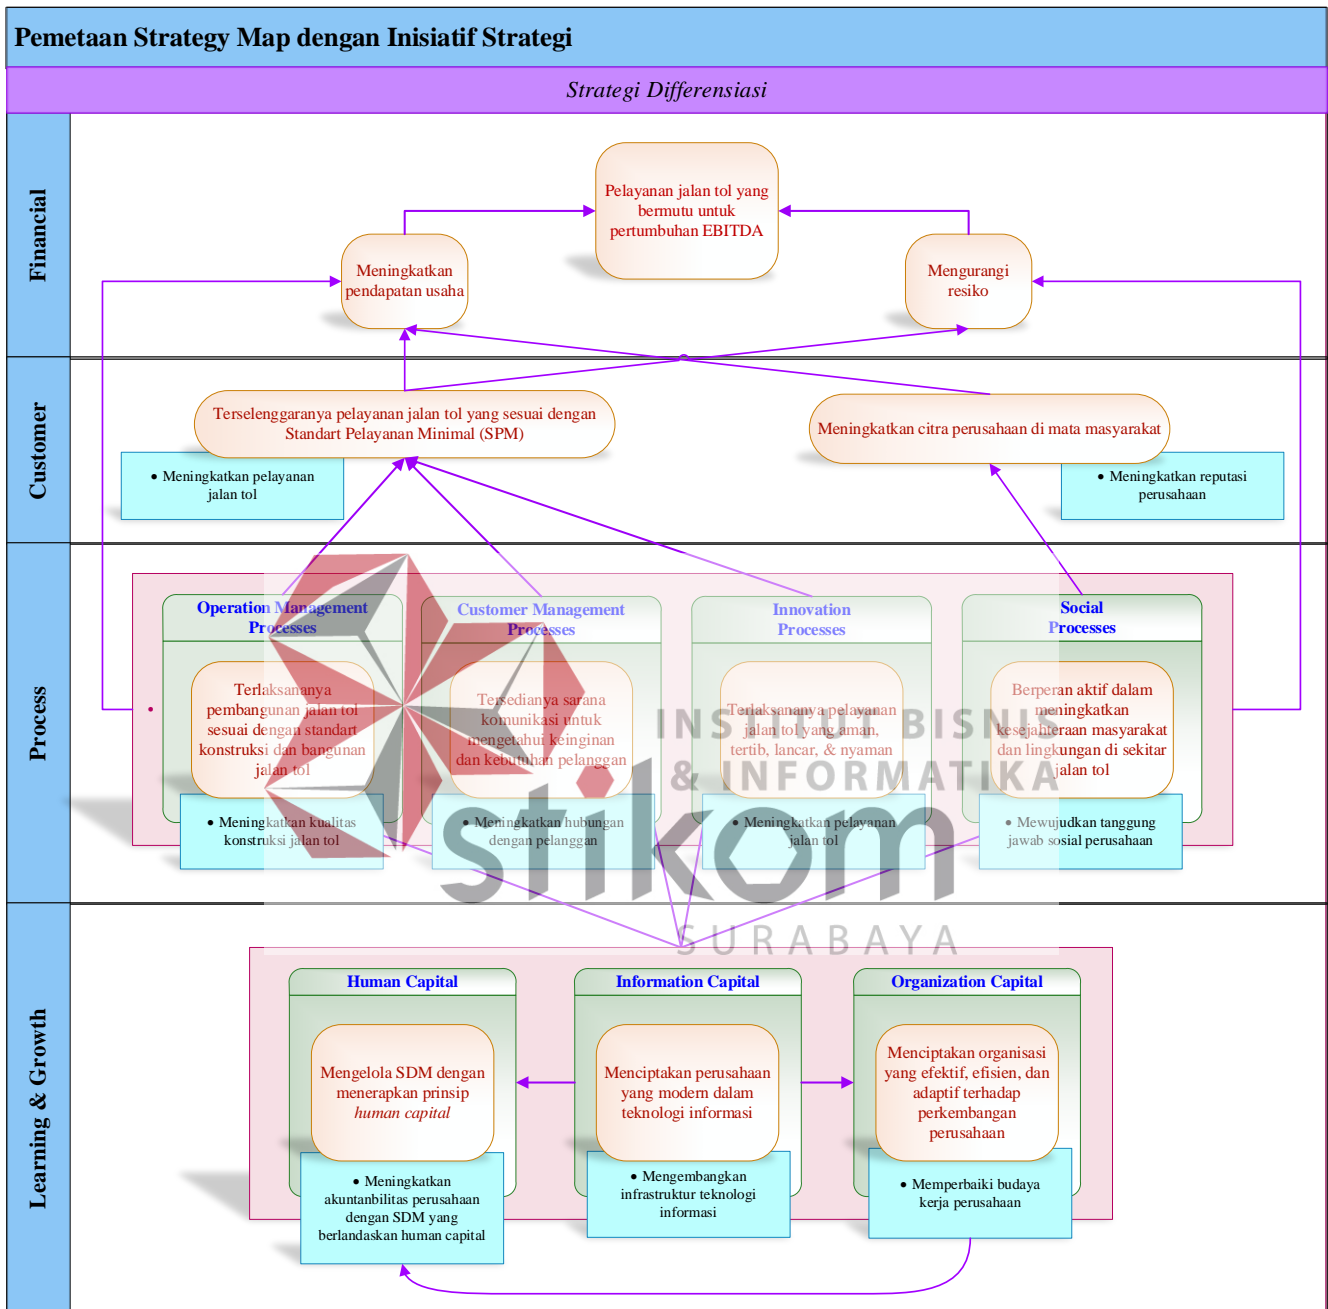 Pemetaan Strategy Map dengan Inisiatif Strategi
Strategi Differensiasi
Financial
Pelayanan jalan tol yang
bermutu untuk
pertumbuhan EBITDA
Meningkatkan
pendapatan usaha
Mengurangi
resiko
Customer
Terselenggaranya pelayanan jalan tol yang sesuai dengan
Standart Pelayanan Minimal (SPM)
• Meningkatkan pelayanan
jalan tol
Meningkatkan citra perusahaan di mata masyarakat
• Meningkatkan reputasi
perusahaan
Process
Operation Management
Processes
Terlaksananya
pembangunan jalan tol
sesuai dengan standart
konstruksi dan bangunan
jalan tol
• Meningkatkan kualitas
konstruksi jalan tol
Customer Management
Processes
Tersedianya sarana
komunikasi untuk
mengetahui keinginan
dan kebutuhan pelanggan
• Meningkatkan hubungan
dengan pelanggan
Innovation
Processes
Terlaksananya pelayanan
jalan tol yang aman,
tertib, lancar, & nyaman
• Meningkatkan pelayanan
jalan tol
Social
Processes
Berperan aktif dalam
meningkatkan
kesejahteraan masyarakat
dan lingkungan di sekitar
jalan tol
• Mewujudkan tanggung
jawab sosial perusahaan
INSTITUT BISNIS
& INFORMATIKA
stikom
SURABAYA
Learning & Growth
Human Capital
Mengelola SDM dengan
menerapkan prinsip
human capital
• Meningkatkan
akuntanbilitas perusahaan
dengan SDM yang
berlandaskan human capital
Information Capital
Menciptakan perusahaan
yang modern dalam
teknologi informasi
• Mengembangkan
infrastruktur teknologi
informasi
Organization Capital
Menciptakan organisasi
yang efektif, efisien, dan
adaptif terhadap
perkembangan
perusahaan
• Memperbaiki budaya
kerja perusahaan